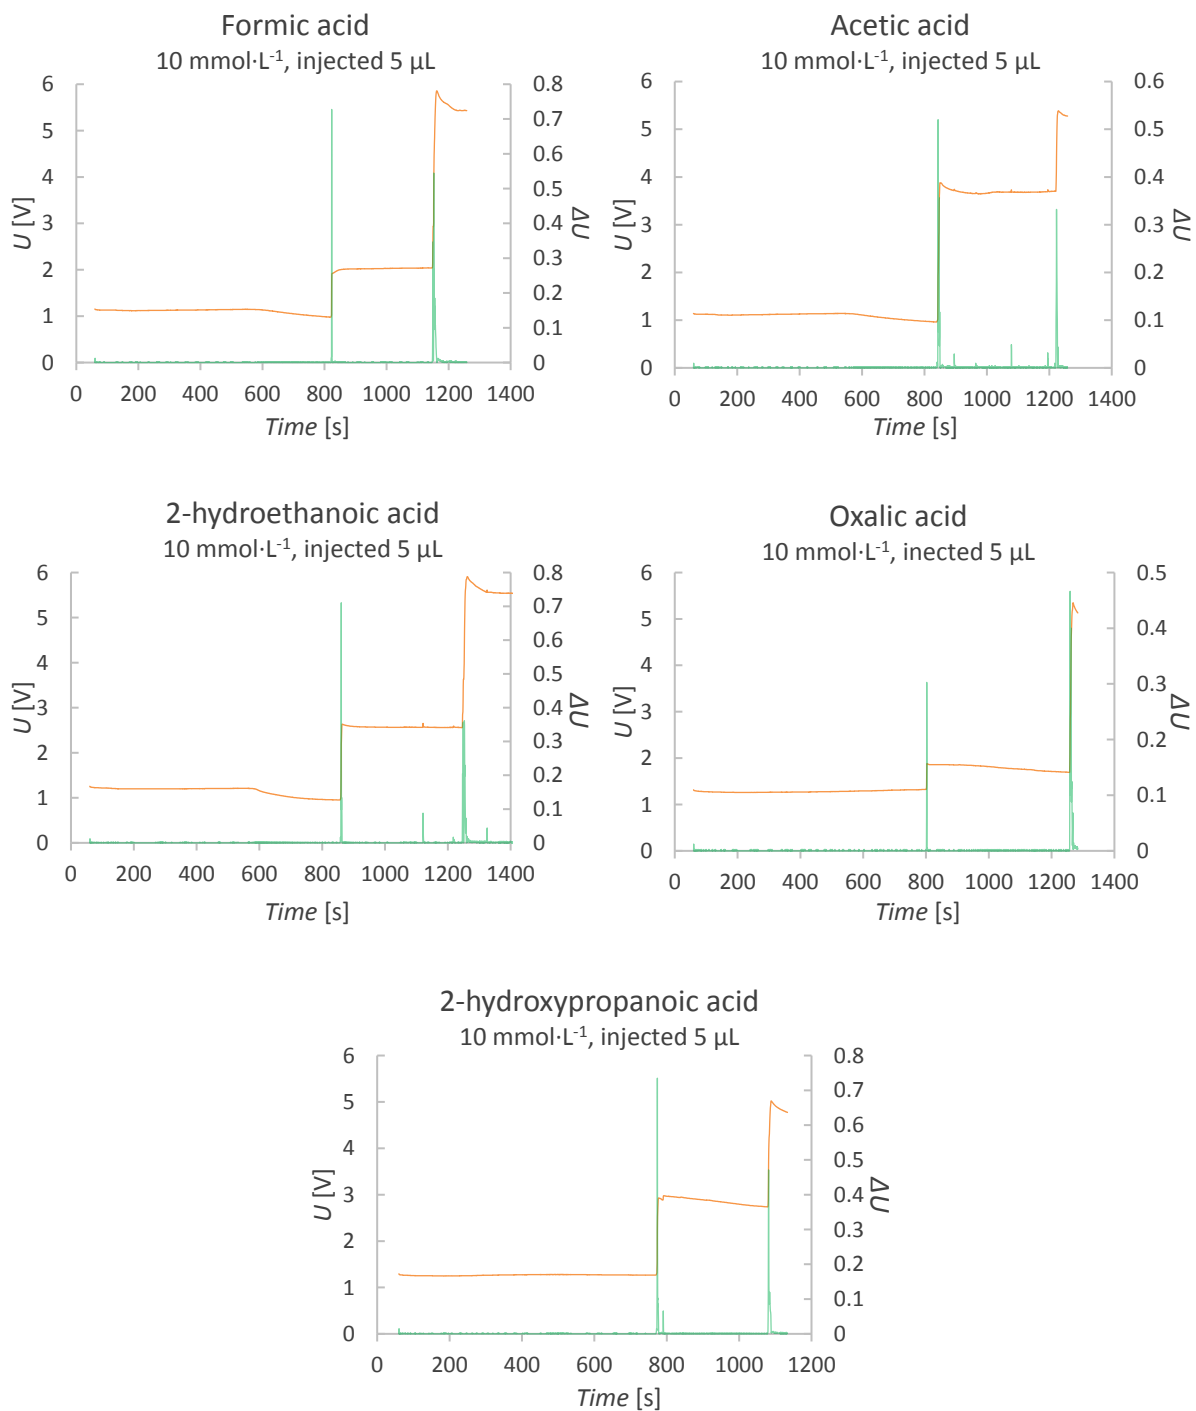 Formic acid
10 mmol·L⁻¹, injected 5 µL
6
5
4
3
2
1
0
U [V]
0.8
0.7
0.6
0.5
0.4
0.3
0.2
0.1
0
ΔU
0 200 400 600 800 1000 1200 1400
Time [s]
Acetic acid
10 mmol·L⁻¹, injected 5 µL
6
5
4
3
2
1
0
U [V]
0.6
0.5
0.4
0.3
0.2
0.1
0
ΔU
0 200 400 600 800 1000 1200 1400
Time [s]
2-hydroethanoic acid
10 mmol·L⁻¹, injected 5 µL
6
5
4
3
2
1
0
U [V]
0.8
0.7
0.6
0.5
0.4
0.3
0.2
0.1
0
ΔU
0 200 400 600 800 1000 1200 1400
Time [s]
Oxalic acid
10 mmol·L⁻¹, inected 5 µL
6
5
4
3
2
1
0
U [V]
0.5
0.4
0.3
0.2
0.1
0
ΔU
0 200 400 600 800 1000 1200 1400
Time [s]
2-hydroxypropanoic acid
10 mmol·L⁻¹, injected 5 µL
6
5
4
3
2
1
0
U [V]
0.8
0.7
0.6
0.5
0.4
0.3
0.2
0.1
0
ΔU
0 200 400 600 800 1000 1200
Time [s]